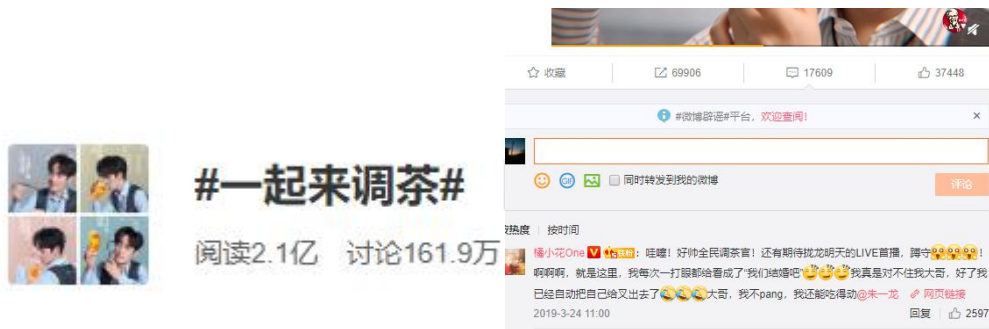 #一起来调茶#
阅读2.1亿 讨论161.9万
收藏 69906 17609 37448
#微博辟谣#平台，欢迎查阅！
同时转发到我的微博
评论
热度 按时间
橘小花One：哇噻！好帅全民调茶官！还有期待拢龙明天的LIVE首播，蹲守！
啊啊啊，就是这里，我每次一打眼都给看成了“我们结婚吧”我真是对不住我大哥，好了我
已经自动把自己给叉出去了大哥，我不pang，我还能吃得动@朱一龙 网页链接
2019-3-24 11:00 回复 2597